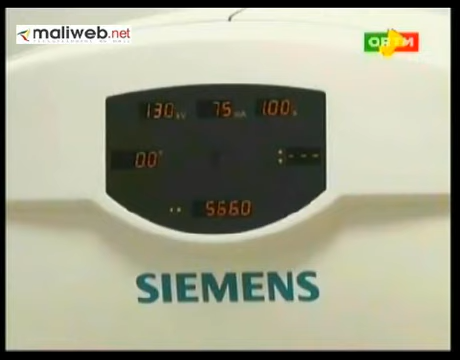 maliweb.net
ORTM
130 kV 75 mA 100 s
00° ---
5660
SIEMENS